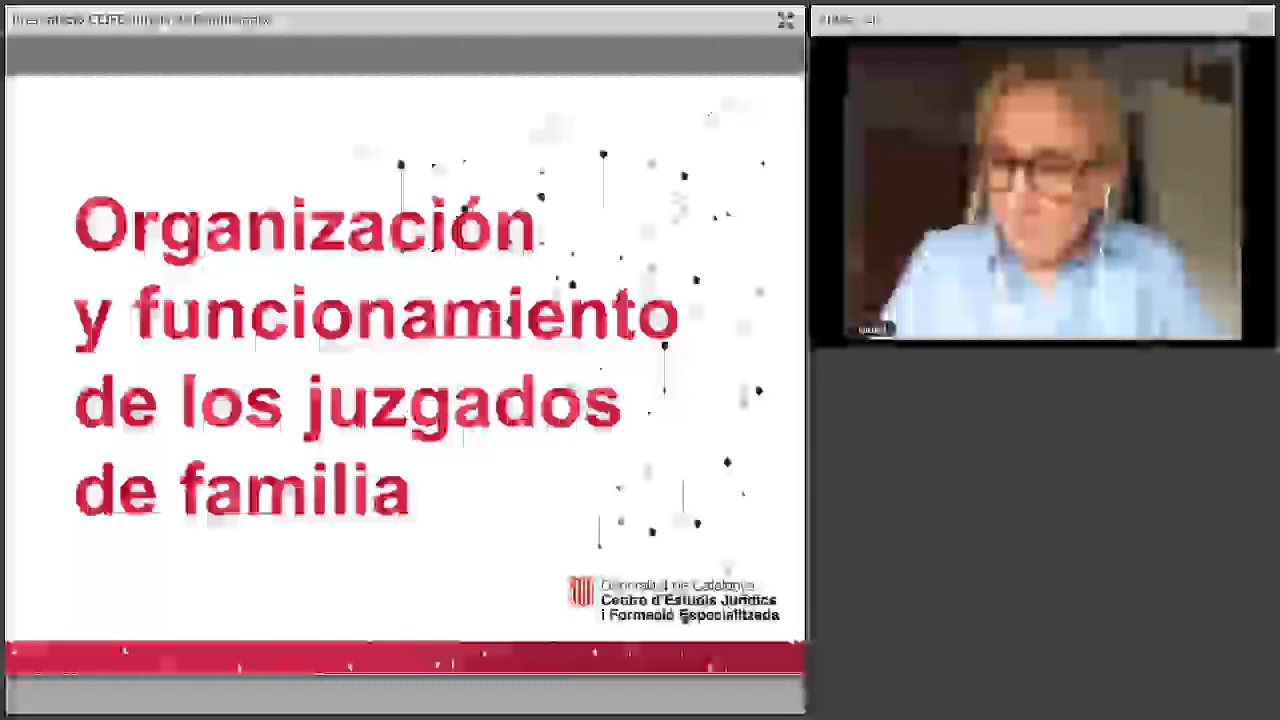 Organización
y funcionamiento
de los juzgados
de familia
Generalitat de Catalunya
Centre d'Estudis Jurídics
i Formació Especialitzada